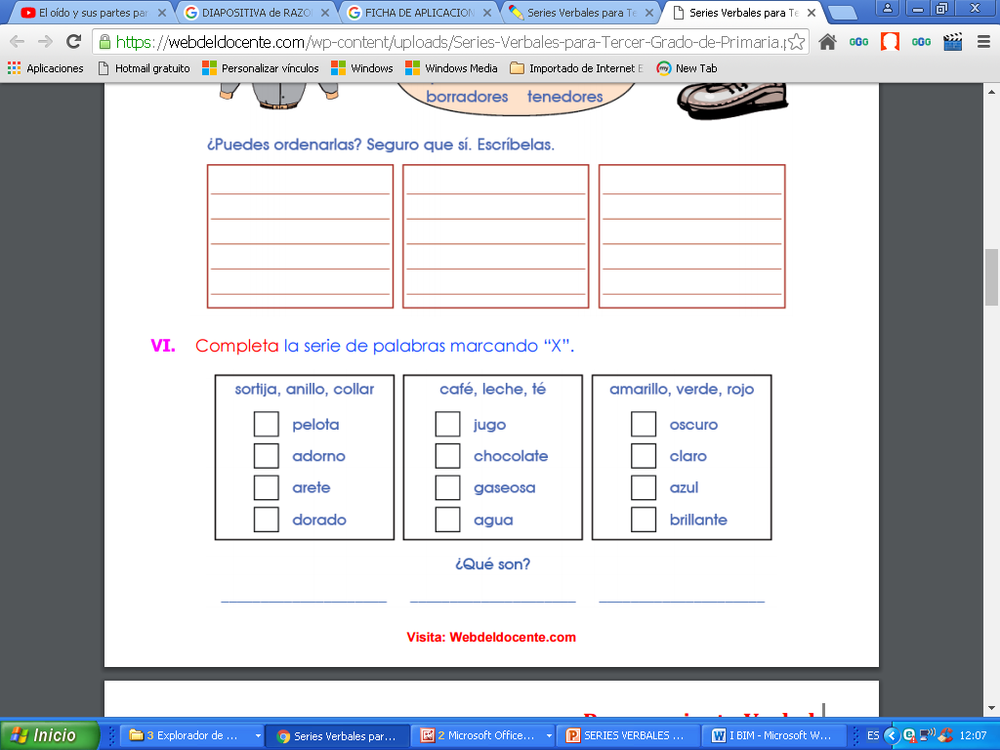 El oído y sus partes par
DIAPOSITIVA de RAZO
FICHA DE APLICACION
Series Verbales para Te
Series Verbales para Te
https://webdeldocente.com/wp-content/uploads/Series-Verbales-para-Tercer-Grado-de-Primaria.p
Aplicaciones Hotmail gratuito Personalizar vínculos Windows Windows Media Importado de Internet E New Tab
borradores tenedores
¿Puedes ordenarlas? Seguro que sí. Escríbelas.
VI. Completa la serie de palabras marcando “X”.
sortija, anillo, collar
pelota
adorno
arete
dorado
café, leche, té
jugo
chocolate
gaseosa
agua
amarillo, verde, rojo
oscuro
claro
azul
brillante
¿Qué son?
Visita: Webdeldocente.com
Inicio 3 Explorador de ... Series Verbales par... 2 Microsoft Office... SERIES VERBALES ... I BIM - Microsoft W... ES 12:07